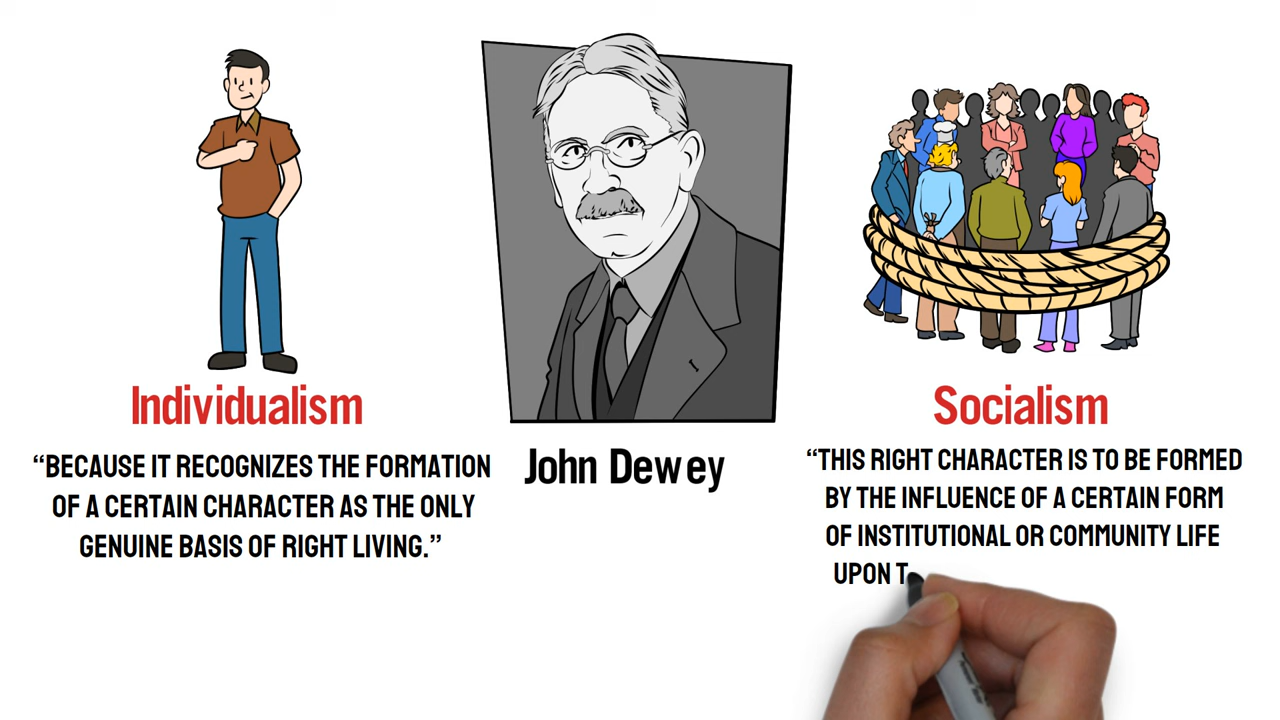 Individualism
“BECAUSE IT RECOGNIZES THE FORMATION
OF A CERTAIN CHARACTER AS THE ONLY
GENUINE BASIS OF RIGHT LIVING.”
John Dewey
Socialism
“THIS RIGHT CHARACTER IS TO BE FORMED
BY THE INFLUENCE OF A CERTAIN FORM
OF INSTITUTIONAL OR COMMUNITY LIFE
UPON T